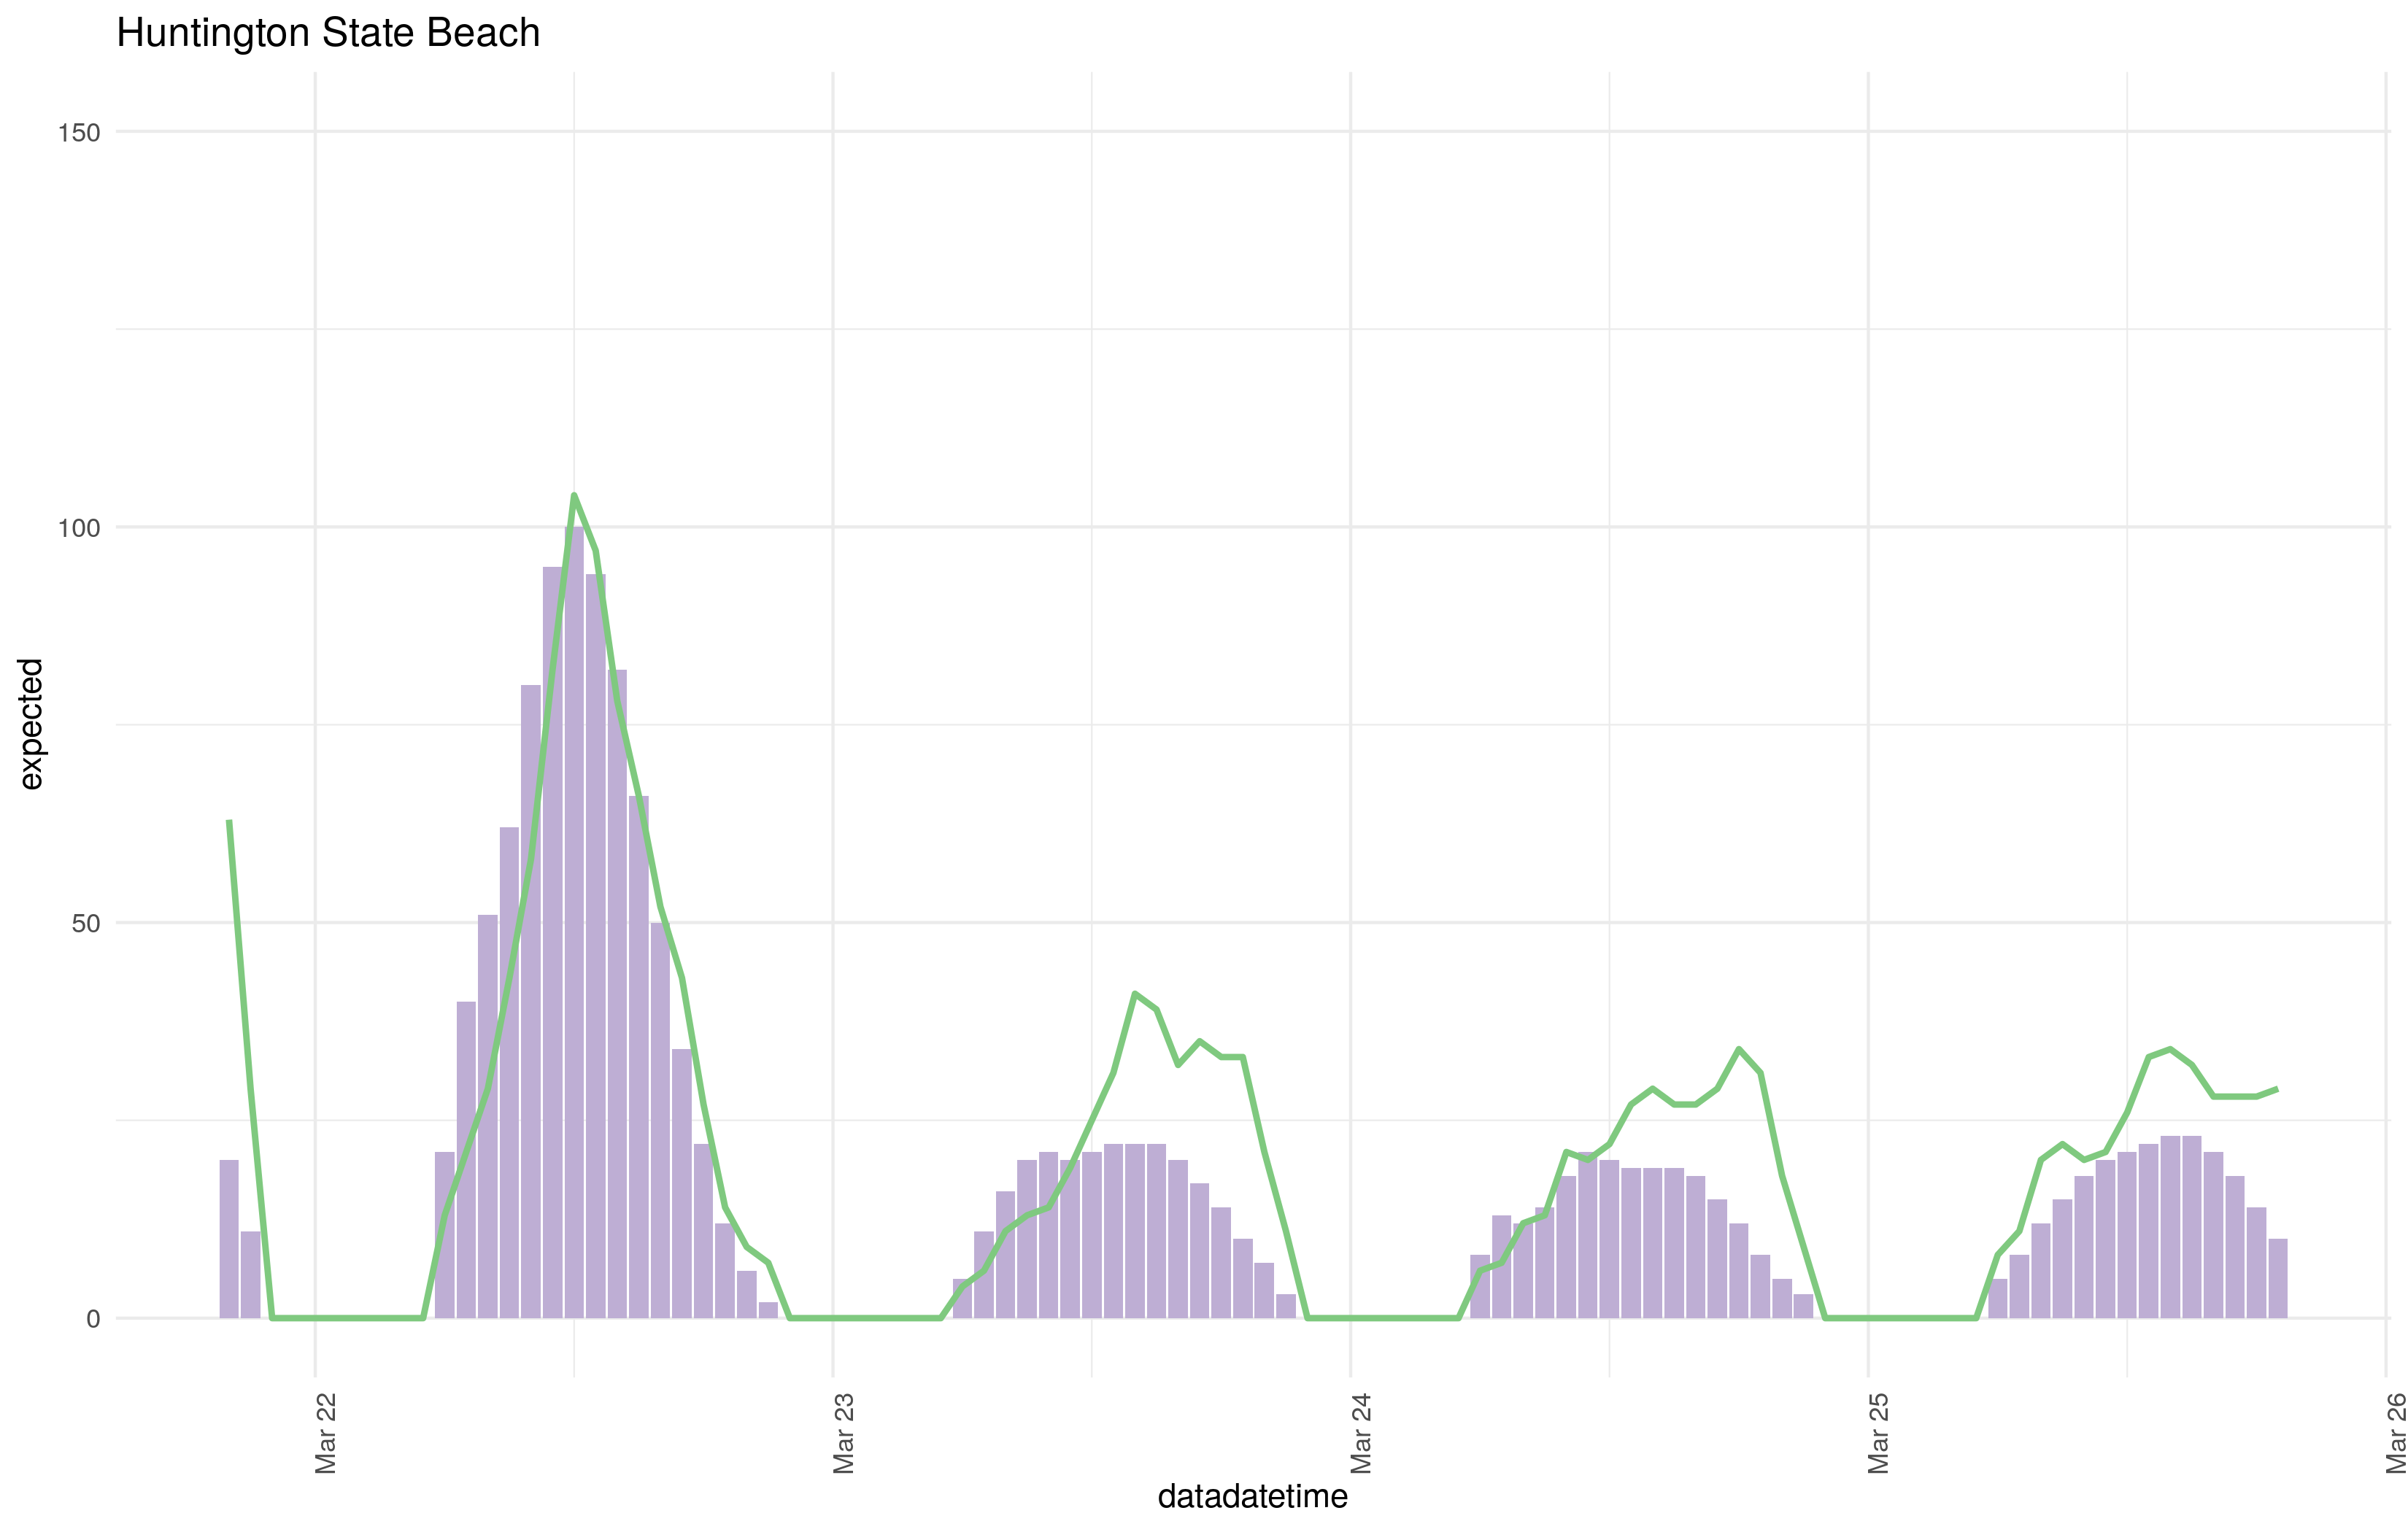 Huntington State Beach
expected
150
100
50
0
Mar 22
Mar 23
Mar 24
Mar 25
Mar 26
datadatetime